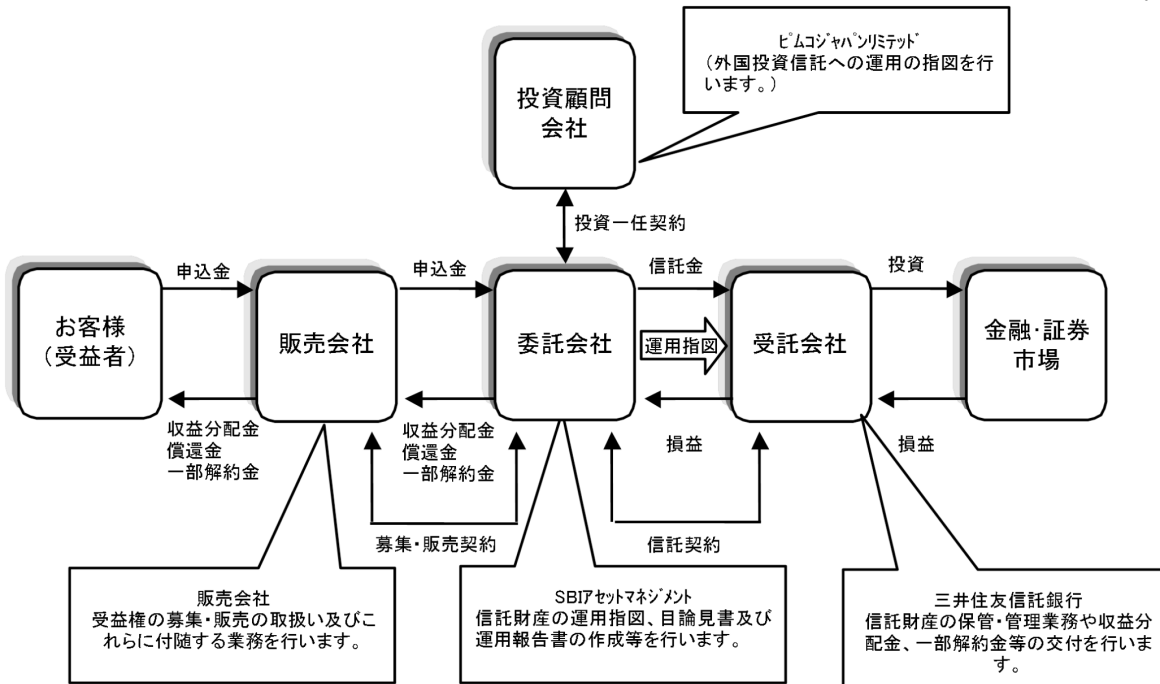 ﾋﾟﾑｺｼﾞｬﾊﾟﾝﾘﾐﾃｯﾄﾞ
（外国投資信託への運用の指図を行
います。）
投資顧問
会社
投資一任契約
申込金
申込金
信託金
投資
お客様
（受益者）
販売会社
委託会社
運用指図
受託会社
金融・証券
市場
収益分配金
償還金
一部解約金
収益分配金
償還金
一部解約金
損益
損益
募集・販売契約
信託契約
販売会社
受益権の募集・販売の取扱い及びこ
れらに付随する業務を行います。
SBIｱｾｯﾄﾏﾈｼﾞﾒﾝﾄ
信託財産の運用指図、目論見書及び
運用報告書の作成等を行います。
三井住友信託銀行
信託財産の保管・管理業務や収益分
配金、一部解約金等の交付を行いま
す。